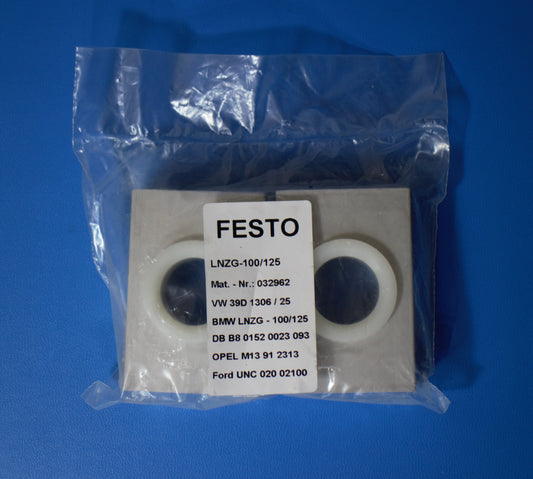 FESTO
LNZG-100/125
Mat. - Nr.: 032962
VW 39D 1306 / 25
BMW LNZG - 100/125
DB B8 0152 0023 093
OPEL M13 91 2313
Ford UNC 020 02100